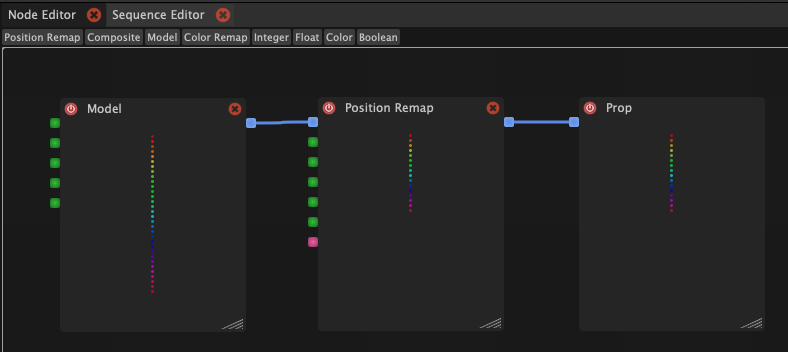 Node Editor Sequence Editor
Position Remap Composite Model Color Remap Integer Float Color Boolean
Model Position Remap Prop